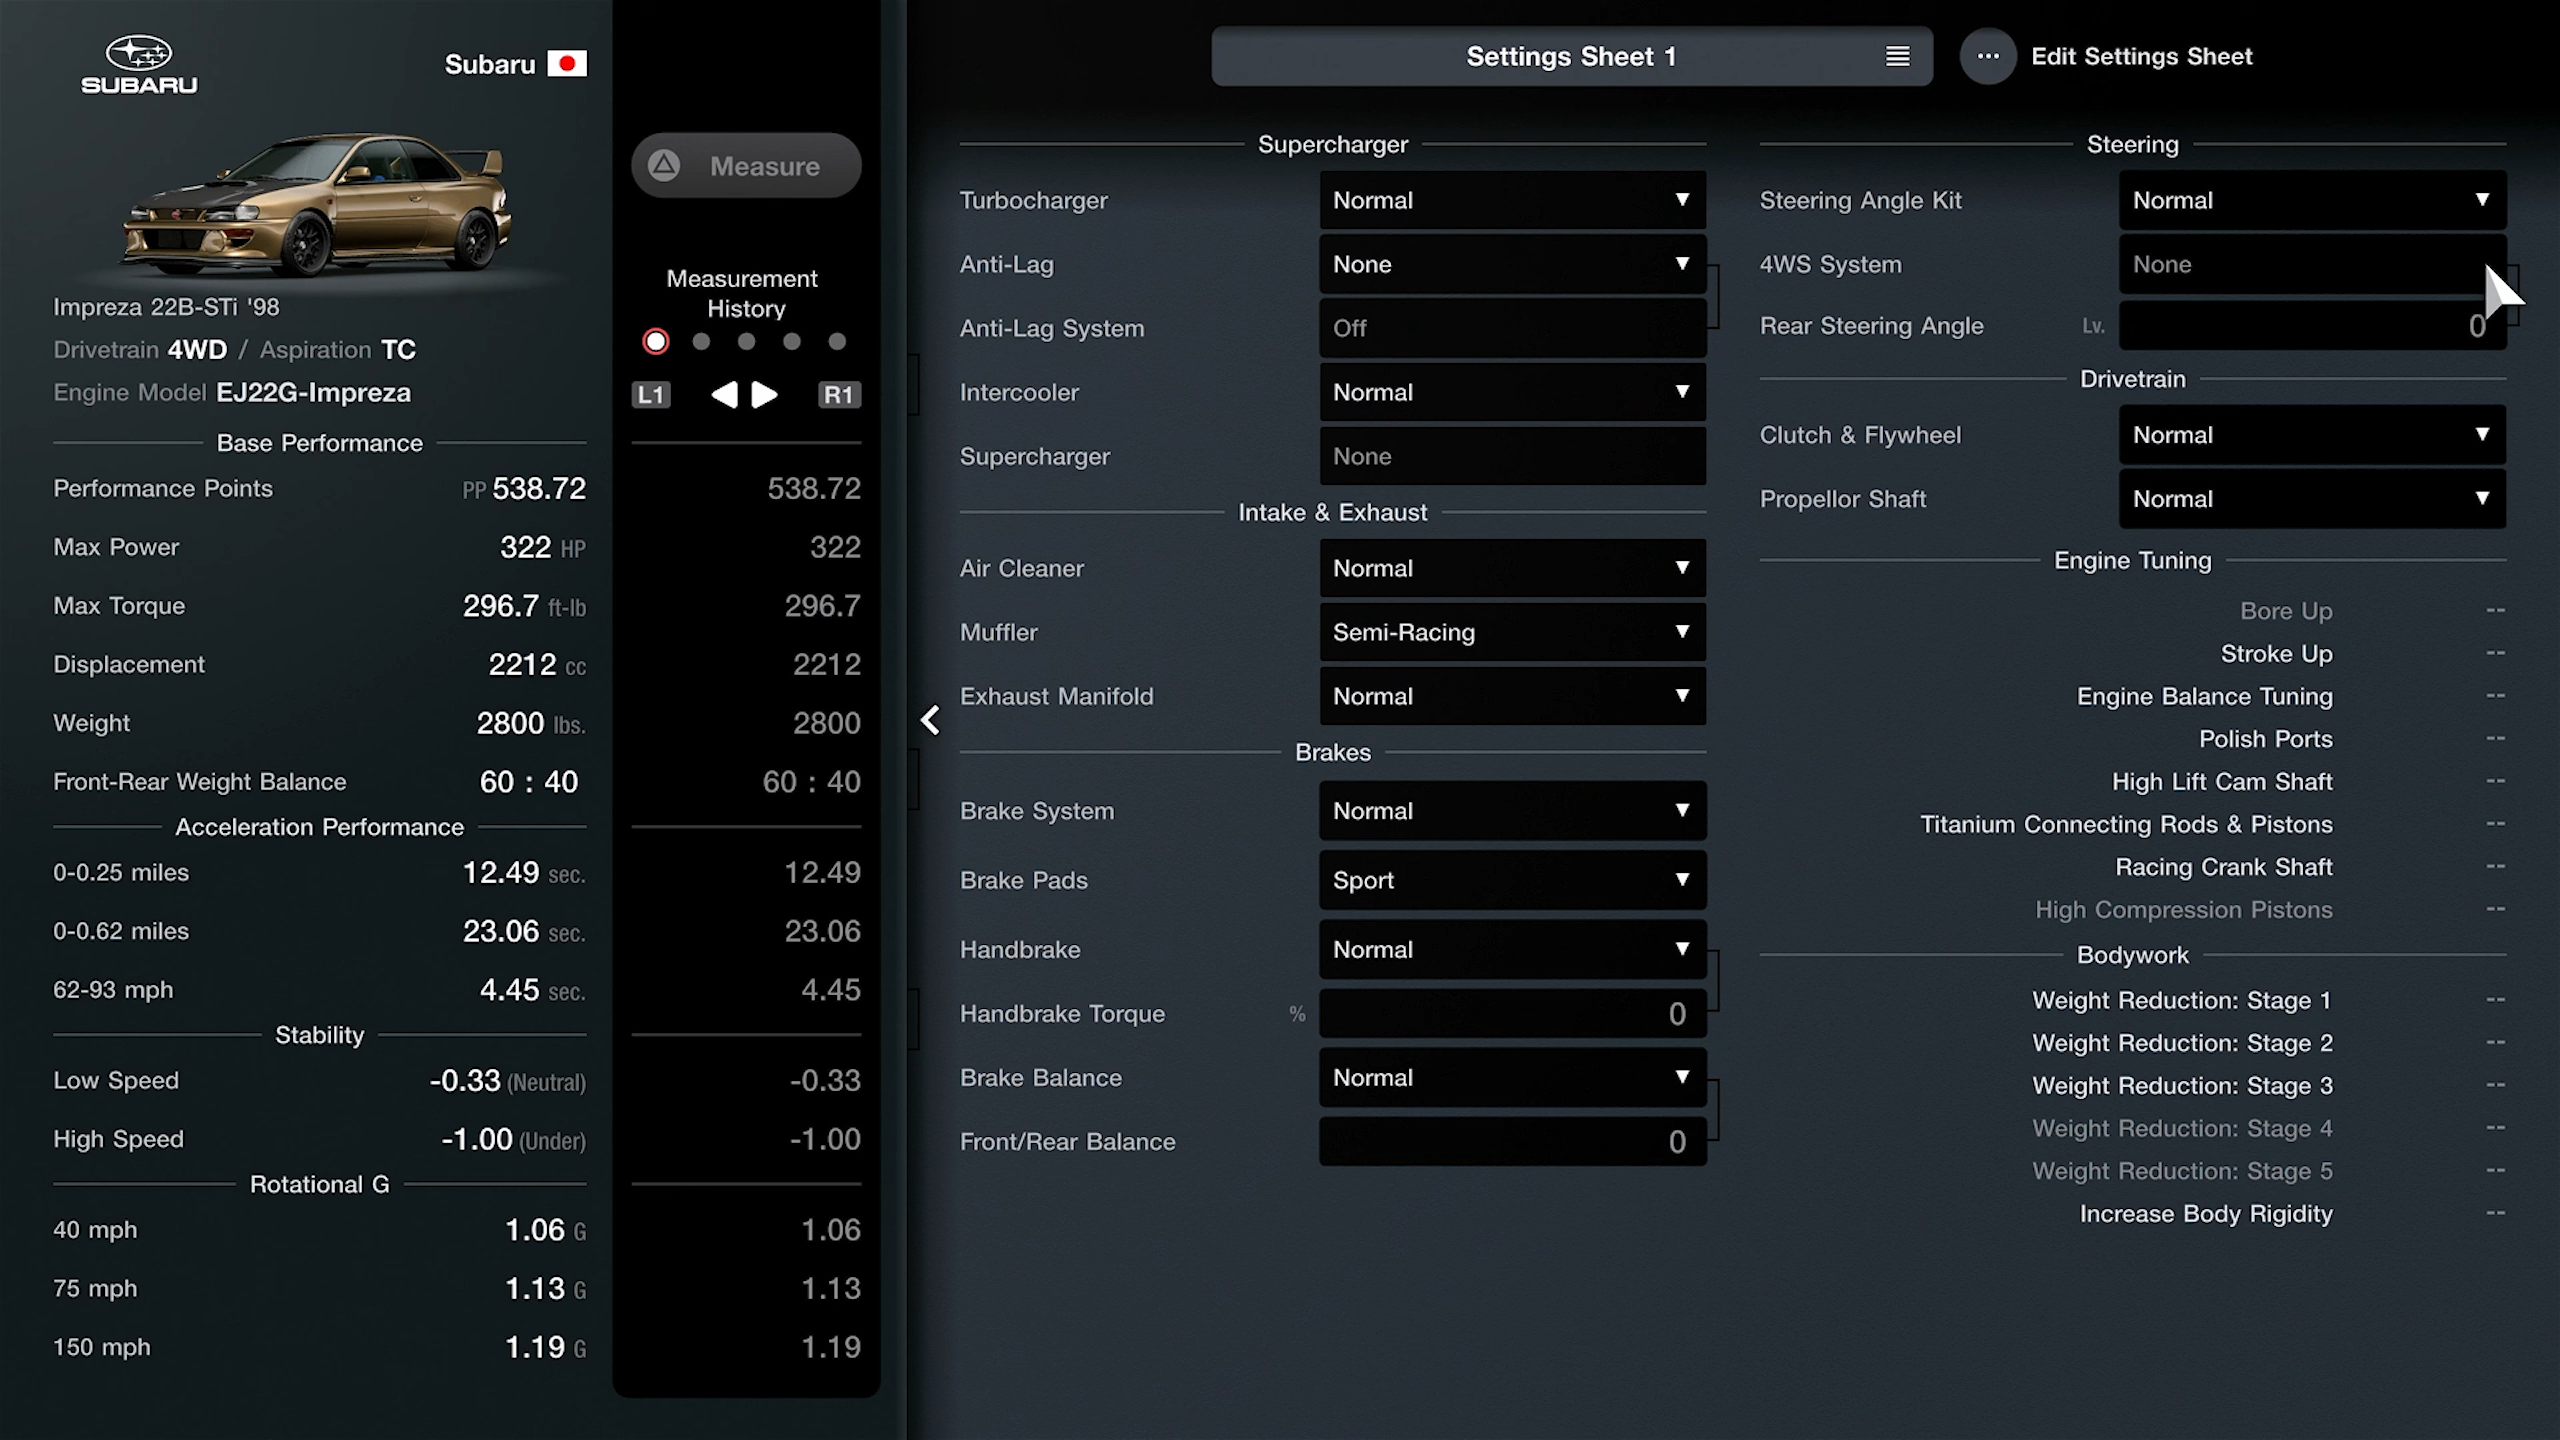 SUBARU
Subaru
Impreza 22B-STi '98
Drivetrain 4WD / Aspiration TC
Engine Model EJ22G-Impreza
Base Performance
Performance Points PP 538.72
Max Power 322 HP
Max Torque 296.7 ft-lb
Displacement 2212 cc
Weight 2800 lbs.
Front-Rear Weight Balance 60 : 40
Acceleration Performance
0-0.25 miles 12.49 sec.
0-0.62 miles 23.06 sec.
62-93 mph 4.45 sec.
Stability
Low Speed -0.33 (Neutral)
High Speed -1.00 (Under)
Rotational G
40 mph 1.06 G
75 mph 1.13 G
150 mph 1.19 G
Measure
Measurement
History
L1 R1
538.72
322
296.7
2212
2800
60 : 40
12.49
23.06
4.45
-0.33
-1.00
1.06
1.13
1.19
Settings Sheet 1
Edit Settings Sheet
Supercharger
Turbocharger Normal
Anti-Lag None
Anti-Lag System Off
Intercooler Normal
Supercharger None
Intake & Exhaust
Air Cleaner Normal
Muffler Semi-Racing
Exhaust Manifold Normal
Brakes
Brake System Normal
Brake Pads Sport
Handbrake Normal
Handbrake Torque % 0
Brake Balance Normal
Front/Rear Balance 0
Steering
Steering Angle Kit Normal
4WS System None
Rear Steering Angle Lv. 0
Drivetrain
Clutch & Flywheel Normal
Propellor Shaft Normal
Engine Tuning
Bore Up --
Stroke Up --
Engine Balance Tuning --
Polish Ports --
High Lift Cam Shaft --
Titanium Connecting Rods & Pistons --
Racing Crank Shaft --
High Compression Pistons --
Bodywork
Weight Reduction: Stage 1 --
Weight Reduction: Stage 2 --
Weight Reduction: Stage 3 --
Weight Reduction: Stage 4 --
Weight Reduction: Stage 5 --
Increase Body Rigidity --